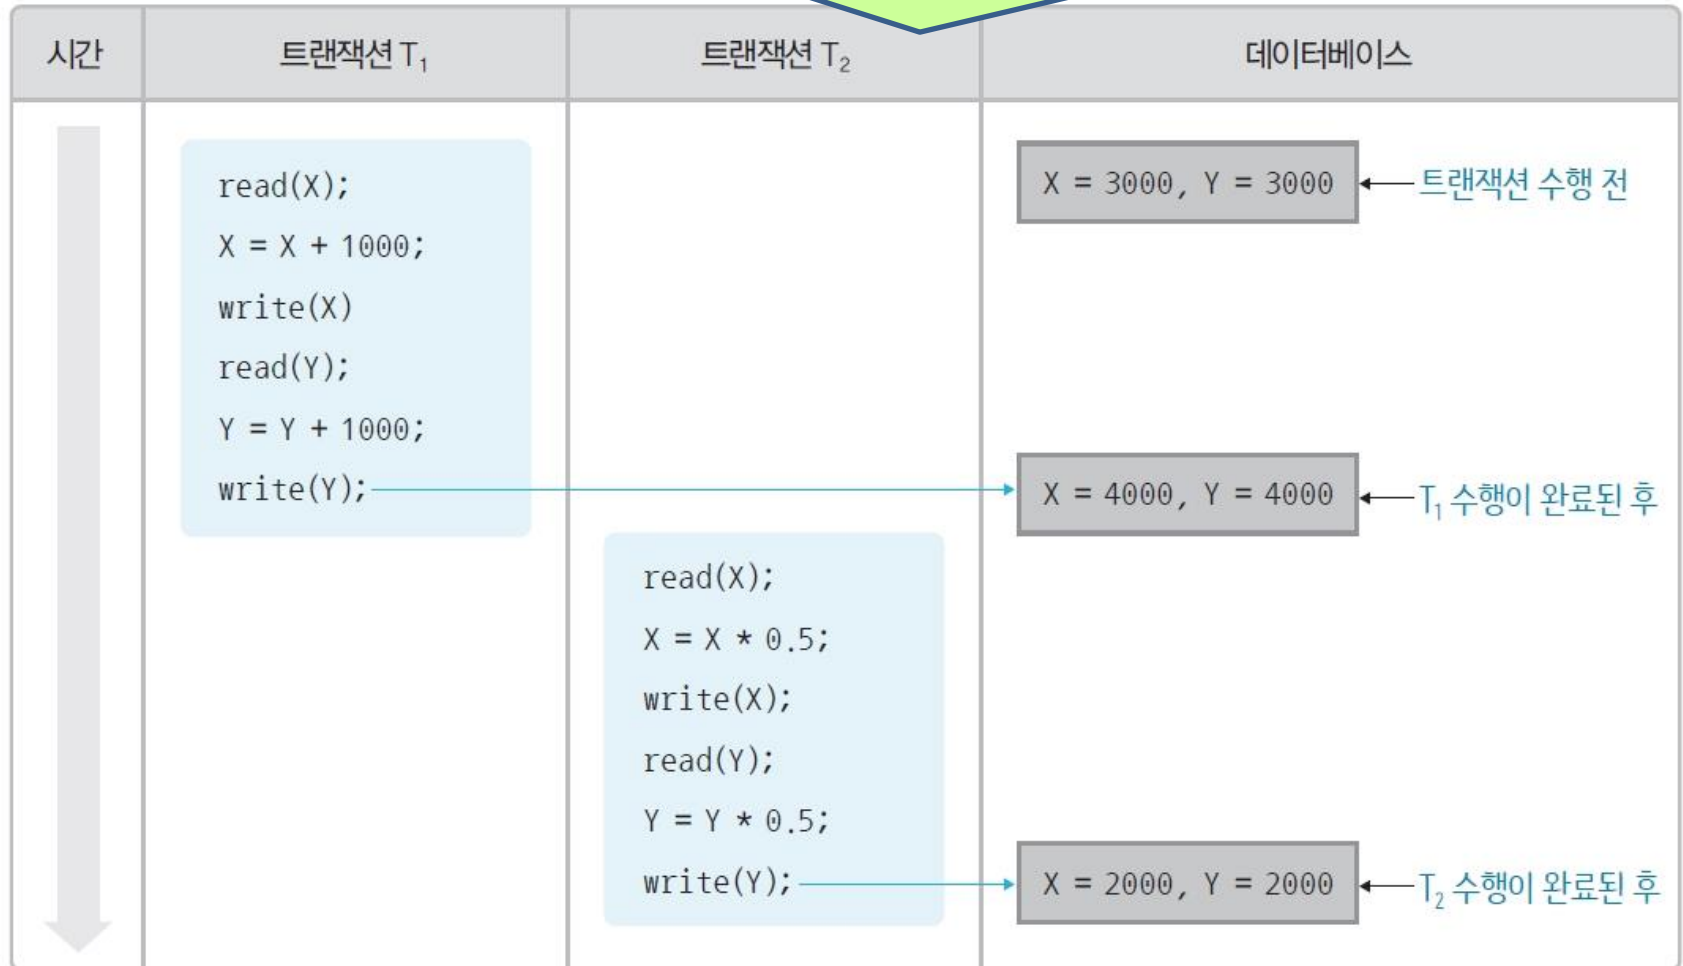 시간
트랜잭션 T₁
트랜잭션 T₂
데이터베이스
read(X);
X = X + 1000;
write(X)
read(Y);
Y = Y + 1000;
write(Y);
read(X);
X = X * 0.5;
write(X);
read(Y);
Y = Y * 0.5;
write(Y);
X = 3000, Y = 3000
트랜잭션 수행 전
X = 4000, Y = 4000
T₁ 수행이 완료된 후
X = 2000, Y = 2000
T₂ 수행이 완료된 후